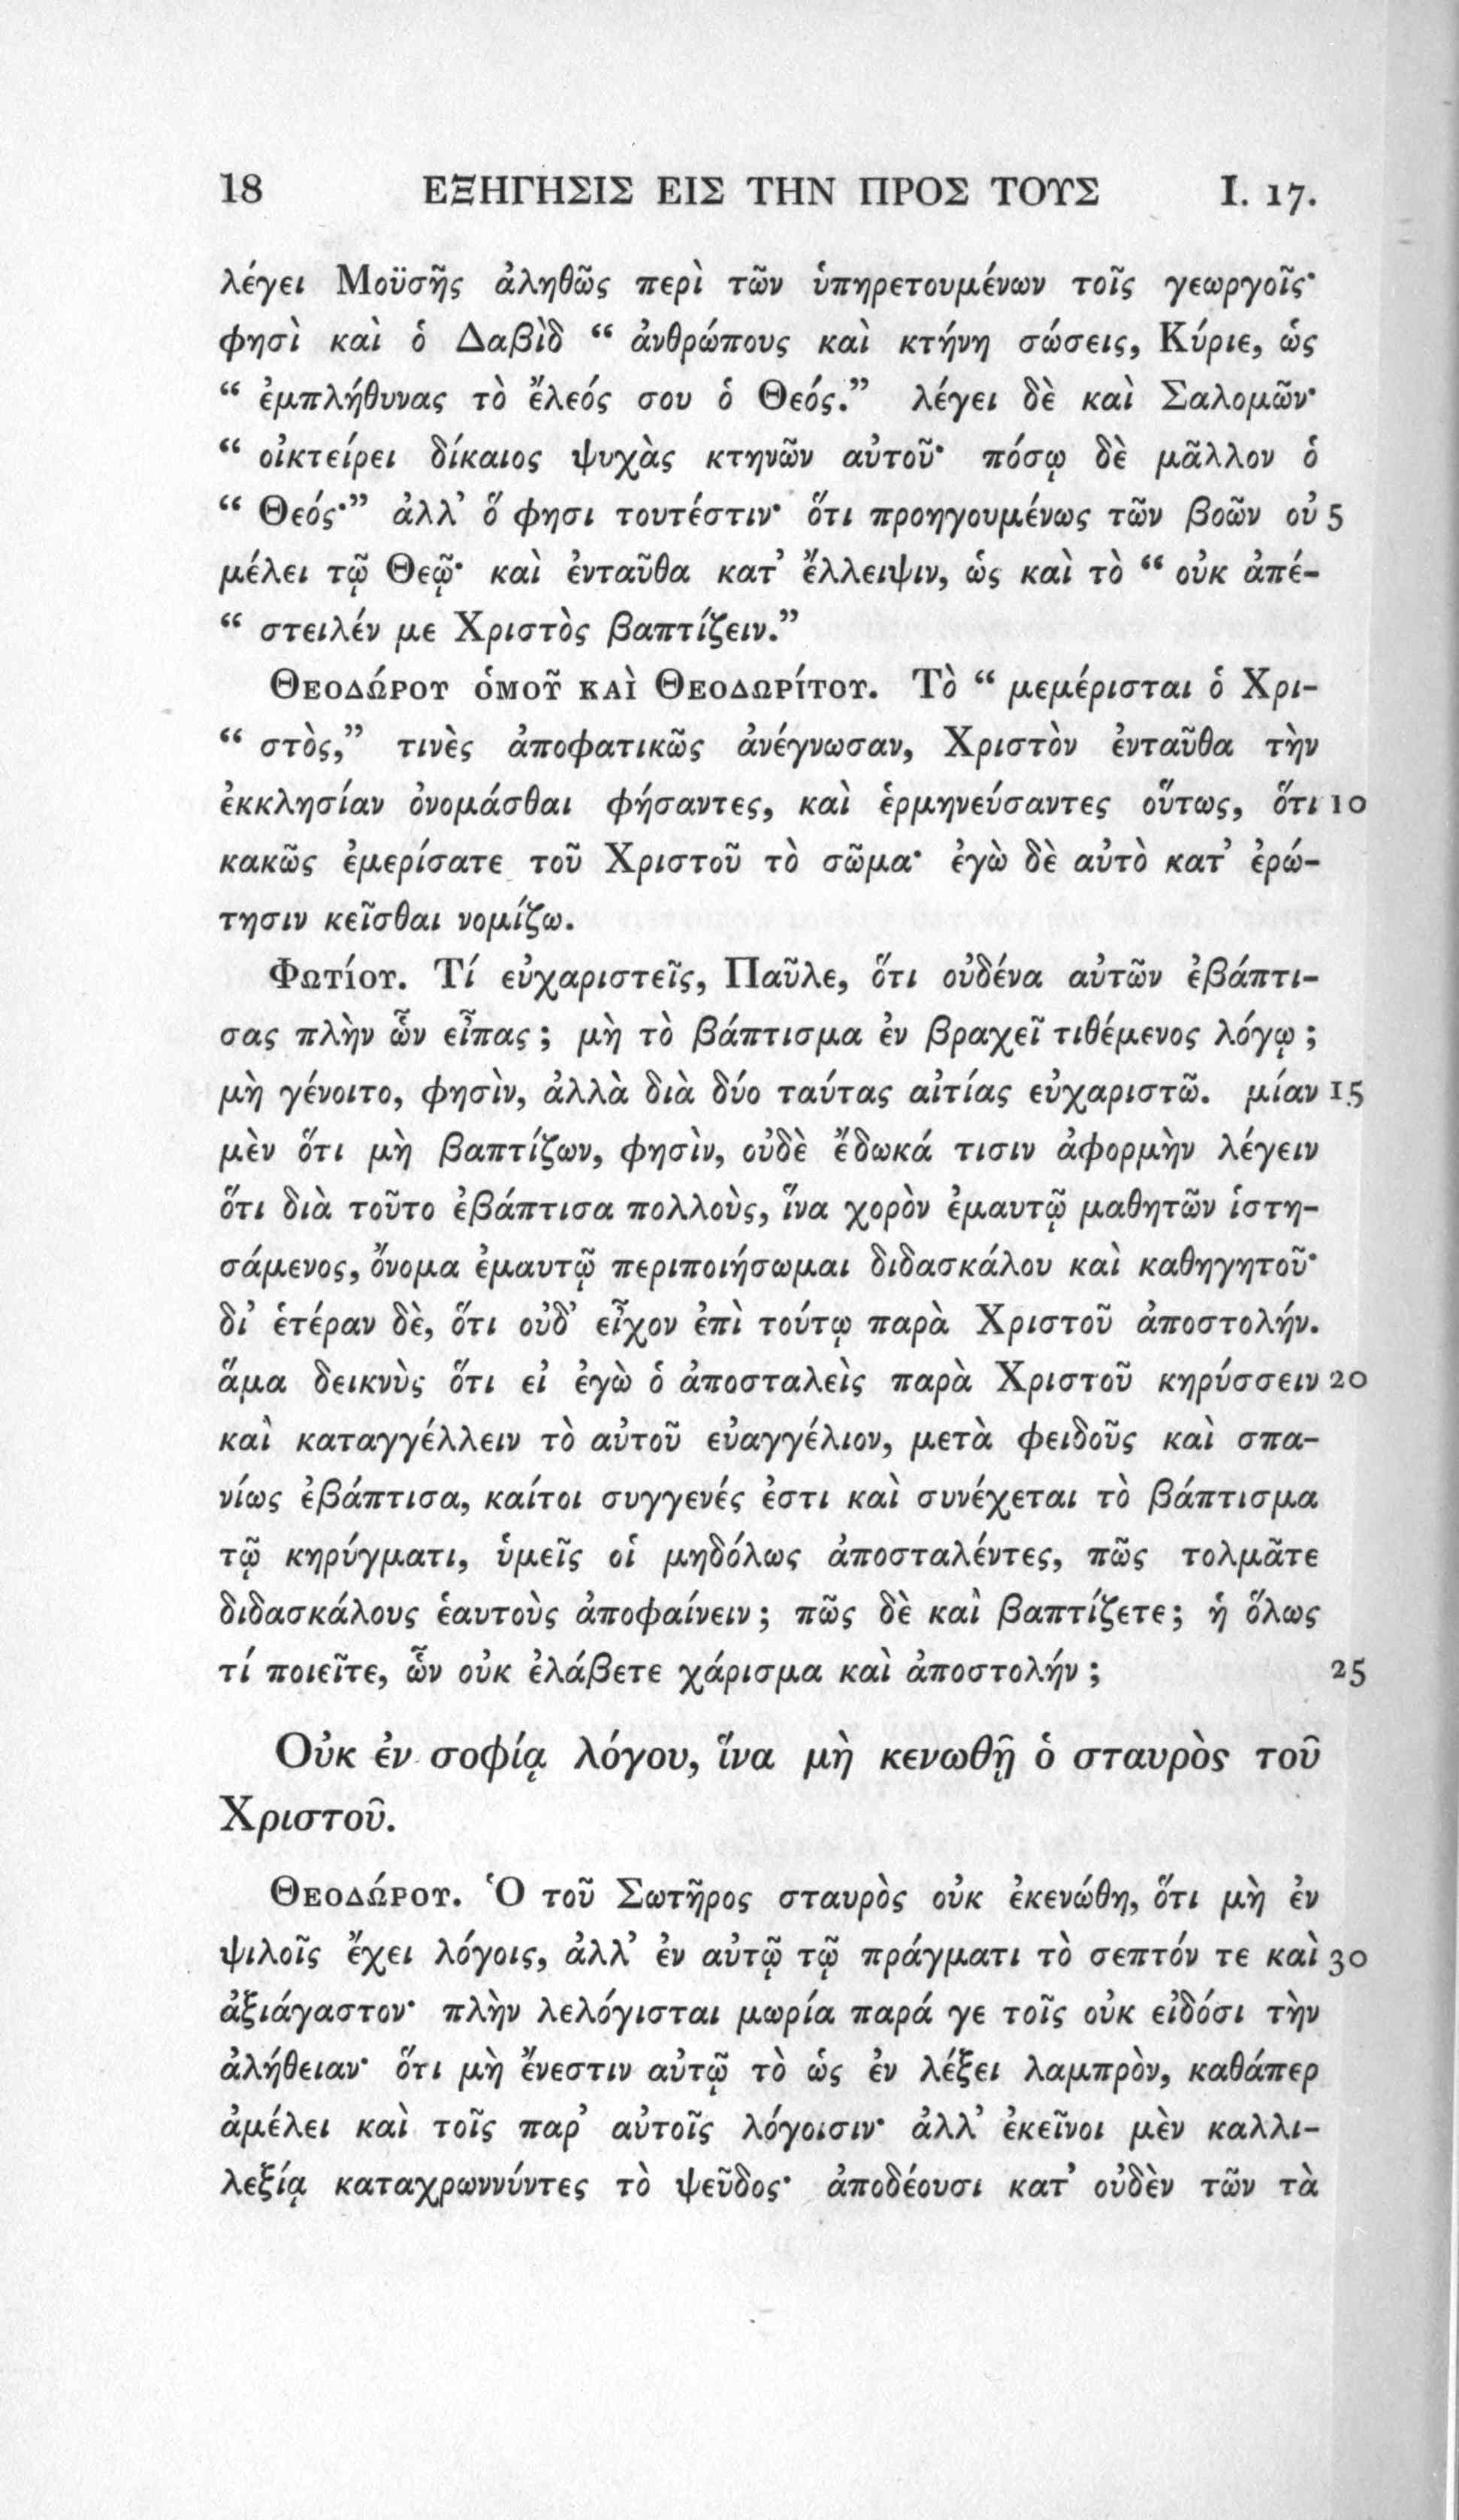 18 ΕΞΗΓΗΣΙΣ ΕΙΣ ΤΗΝ ΠΡΟΣ ΤΟΥΣ I. 17.
λέγει Μοϋσῆς ἀληθῶς περὶ τῶν ὑπηρετουμένων τοῖς γεωργοῖς·
φησὶ καὶ ὁ Δαβὶδ “ ἀνθρώπους καὶ κτήνη σώσεις, Κύριε, ὡς
“ ἐμπλήθυνας τὸ ἔλεός σου ὁ Θεός.” λέγει δὲ καὶ Σαλομῶν·
“ οἰκτείρει δίκαιος ψυχὰς κτηνῶν αὐτοῦ· πόσῳ δὲ μᾶλλον ὁ
“ Θεός·” ἀλλ’ ὅ φησι τουτέστιν· ὅτι προηγουμένως τῶν βοῶν οὐ 5
μέλει τῷ Θεῷ· καὶ ἐνταῦθα κατ’ ἔλλειψιν, ὡς καὶ τὸ “ οὐκ ἀπέ-
“ στειλέν με Χριστὸς βαπτίζειν.”
Θεοδώρου ὁμοῦ καὶ Θεοδωρίτου. Τὸ “ μεμέρισται ὁ Χρι-
“ στὸς,” τινὲς ἀποφατικῶς ἀνέγνωσαν, Χριστὸν ἐνταῦθα τὴν
ἐκκλησίαν ὀνομάσθαι φήσαντες, καὶ ἑρμηνεύσαντες οὕτως, ὅτι 10
κακῶς ἐμερίσατε τοῦ Χριστοῦ τὸ σῶμα· ἐγὼ δὲ αὐτὸ κατ’ ἐρώ-
τησιν κεῖσθαι νομίζω.
Φωτίου. Τί εὐχαριστεῖς, Παῦλε, ὅτι οὐδένα αὐτῶν ἐβάπτι-
σας πλὴν ὧν εἶπας ; μὴ τὸ βάπτισμα ἐν βραχεῖ τιθέμενος λόγῳ ;
μὴ γένοιτο, φησὶν, ἀλλὰ διὰ δύο ταύτας αἰτίας εὐχαριστῶ. μίαν 15
μὲν ὅτι μὴ βαπτίζων, φησὶν, οὐδὲ ἔδωκά τισιν ἀφορμὴν λέγειν
ὅτι διὰ τοῦτο ἐβάπτισα πολλοὺς, ἵνα χορὸν ἐμαυτῷ μαθητῶν ἱστη-
σάμενος, ὄνομα ἐμαυτῷ περιποιήσωμαι διδασκάλου καὶ καθηγητοῦ·
δι’ ἑτέραν δὲ, ὅτι οὐδ’ εἶχον ἐπὶ τούτῳ παρὰ Χριστοῦ ἀποστολήν.
ἅμα δεικνὺς ὅτι εἰ ἐγὼ ὁ ἀποσταλεὶς παρὰ Χριστοῦ κηρύσσειν 20
καὶ καταγγέλλειν τὸ αὐτοῦ εὐαγγέλιον, μετὰ φειδοῦς καὶ σπα-
νίως ἐβάπτισα, καίτοι συγγενές ἐστι καὶ συνέχεται τὸ βάπτισμα
τῷ κηρύγματι, ὑμεῖς οἱ μηδόλως ἀποσταλέντες, πῶς τολμᾶτε
διδασκάλους ἑαυτοὺς ἀποφαίνειν ; πῶς δὲ καὶ βαπτίζετε; ἡ ὅλως
τί ποιεῖτε, ὧν οὐκ ἐλάβετε χάρισμα καὶ ἀποστολήν ; 25
Οὐκ ἐν σοφίᾳ λόγου, ἵνα μὴ κενωθῇ ὁ σταυρὸς τοῦ
Χριστοῦ.
Θεοδώρου. Ὁ τοῦ Σωτῆρος σταυρὸς οὐκ ἐκενώθη, ὅτι μὴ ἐν
ψιλοῖς ἔχει λόγοις, ἀλλ’ ἐν αὐτῷ τῷ πράγματι τὸ σεπτόν τε καὶ 30
ἀξιάγαστον· πλὴν λελόγισται μωρία παρά γε τοῖς οὐκ εἰδόσι τὴν
ἀλήθειαν· ὅτι μὴ ἔνεστιν αὐτῷ τὸ ὡς ἐν λέξει λαμπρὸν, καθάπερ
ἀμέλει καὶ τοῖς παρ’ αὐτοῖς λόγοισιν· ἀλλ’ ἐκεῖνοι μὲν καλλι-
λεξίᾳ καταχρωννύντες τὸ ψεῦδος· ἀποδέουσι κατ’ οὐδὲν τῶν τὰ